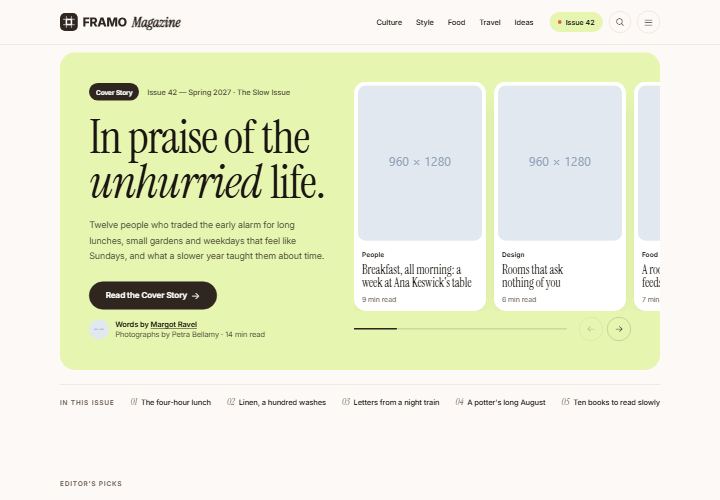 FRAMO Magazine
Culture Style Food Travel Ideas Issue 42
Cover Story Issue 42 — Spring 2027 · The Slow Issue
In praise of the
unhurried life.
Twelve people who traded the early alarm for long
lunches, small gardens and weekdays that feel like
Sundays, and what a slower year taught them about time.
Read the Cover Story →
Words by Margot Ravel
Photographs by Petra Bellamy · 14 min read
960 × 1280
People
Breakfast, all morning: a
week at Ana Keswick's table
9 min read
960 × 1280
Design
Rooms that ask
nothing of you
6 min read
Food
7 min
IN THIS ISSUE 01 The four-hour lunch 02 Linen, a hundred washes 03 Letters from a night train 04 A potter's long August 05 Ten books to read slowly
EDITOR'S PICKS